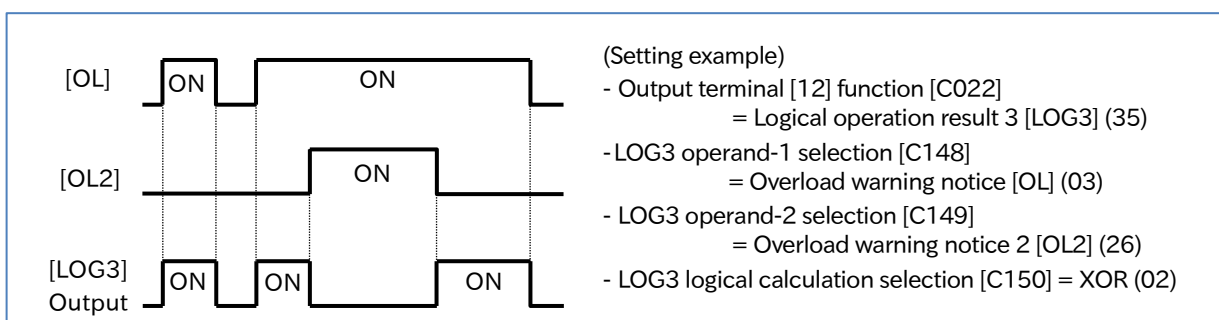 [OL]
ON
ON
[OL2]
ON
[LOG3]
Output
ON
ON
ON
(Setting example)
- Output terminal [12] function [C022]
= Logical operation result 3 [LOG3] (35)
-LOG3 operand-1 selection [C148]
= Overload warning notice [OL] (03)
- LOG3 operand-2 selection [C149]
= Overload warning notice 2 [OL2] (26)
- LOG3 logical calculation selection [C150] = XOR (02)